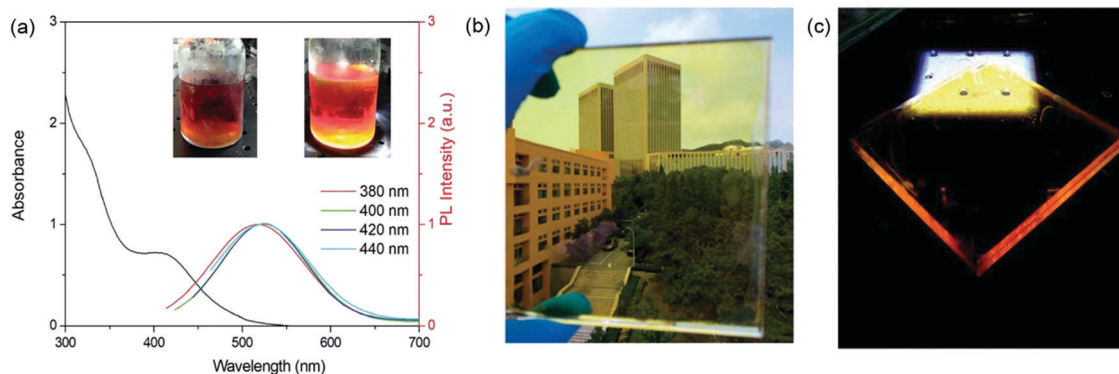 (a)
3
2
1
0
Absorbance
300
400
500
600
700
Wavelength (nm)
3
2
1
0
PL Intensity (a.u.)
380 nm
400 nm
420 nm
440 nm
(b)
(c)